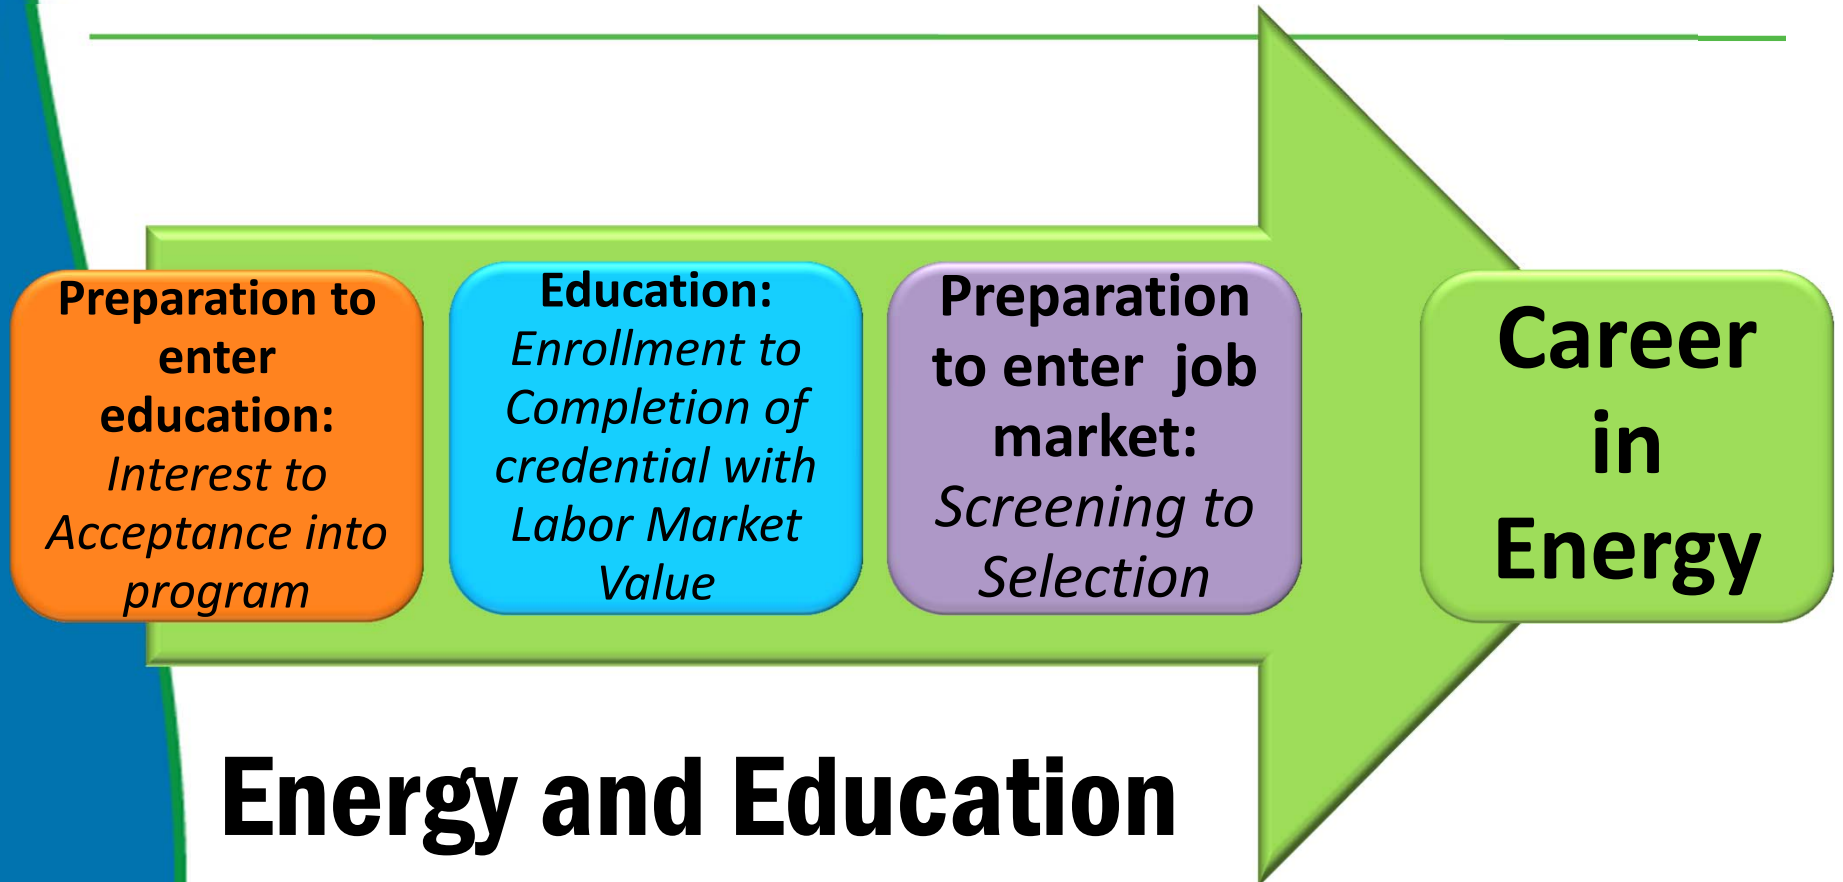 Preparation to
enter
education:
Interest to
Acceptance into
program
Education:
Enrollment to
Completion of
credential with
Labor Market
Value
Preparation
to enter  job
market:
Screening to
Selection
Career
in
Energy
Energy and Education